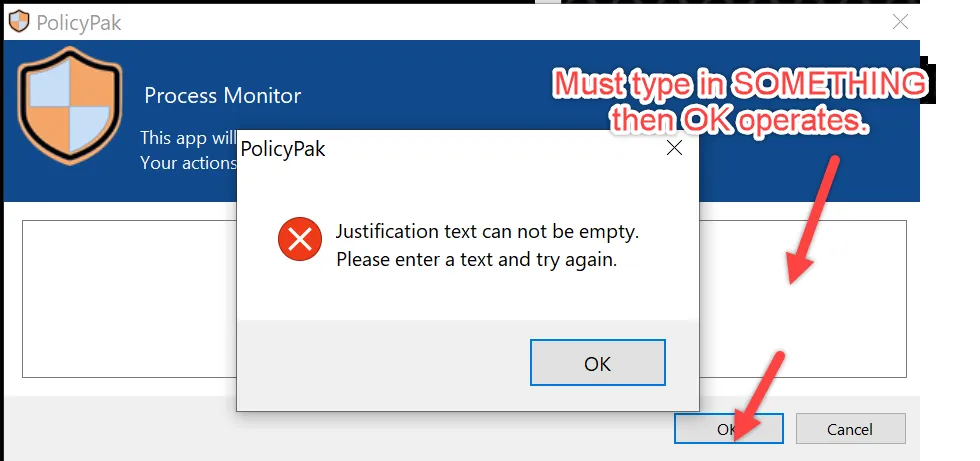 PolicyPak
Process Monitor
Must type in SOMETHING
then OK operates.
This app will
Your actions
PolicyPak
Justification text can not be empty.
Please enter a text and try again.
OK
OK
Cancel